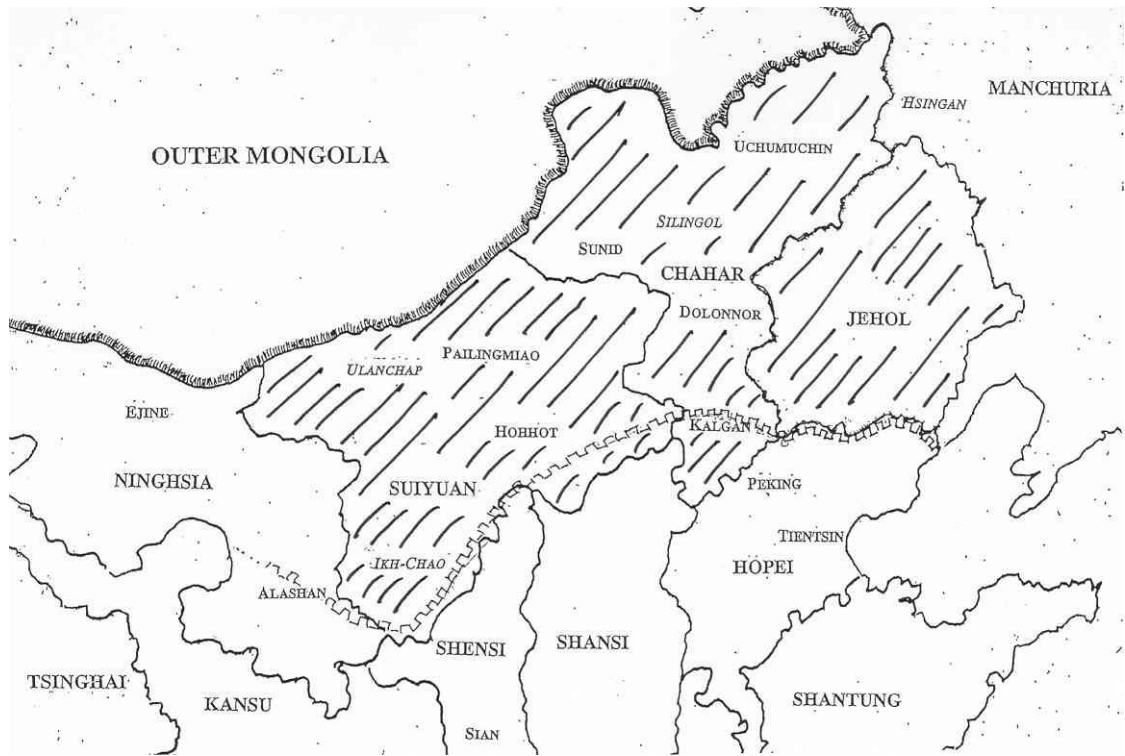 MANCHURIA
HSINGAN
OUTER MONGOLIA
UCHUMUCHIN
SILINGOL
SUNID
CHAHAR
DOLONNOR
JEHOL
PAILINGMIAO
ULANCHAP
EJINE
HOHHOT
KALGAN
NINGHSIA
SUIYUAN
PEKING
TIENTSIN
IKH-CHAO
HOPEI
ALASHAN
SHENSI
SHANSI
TSINGHAI
KANSU
SHANTUNG
SIAN